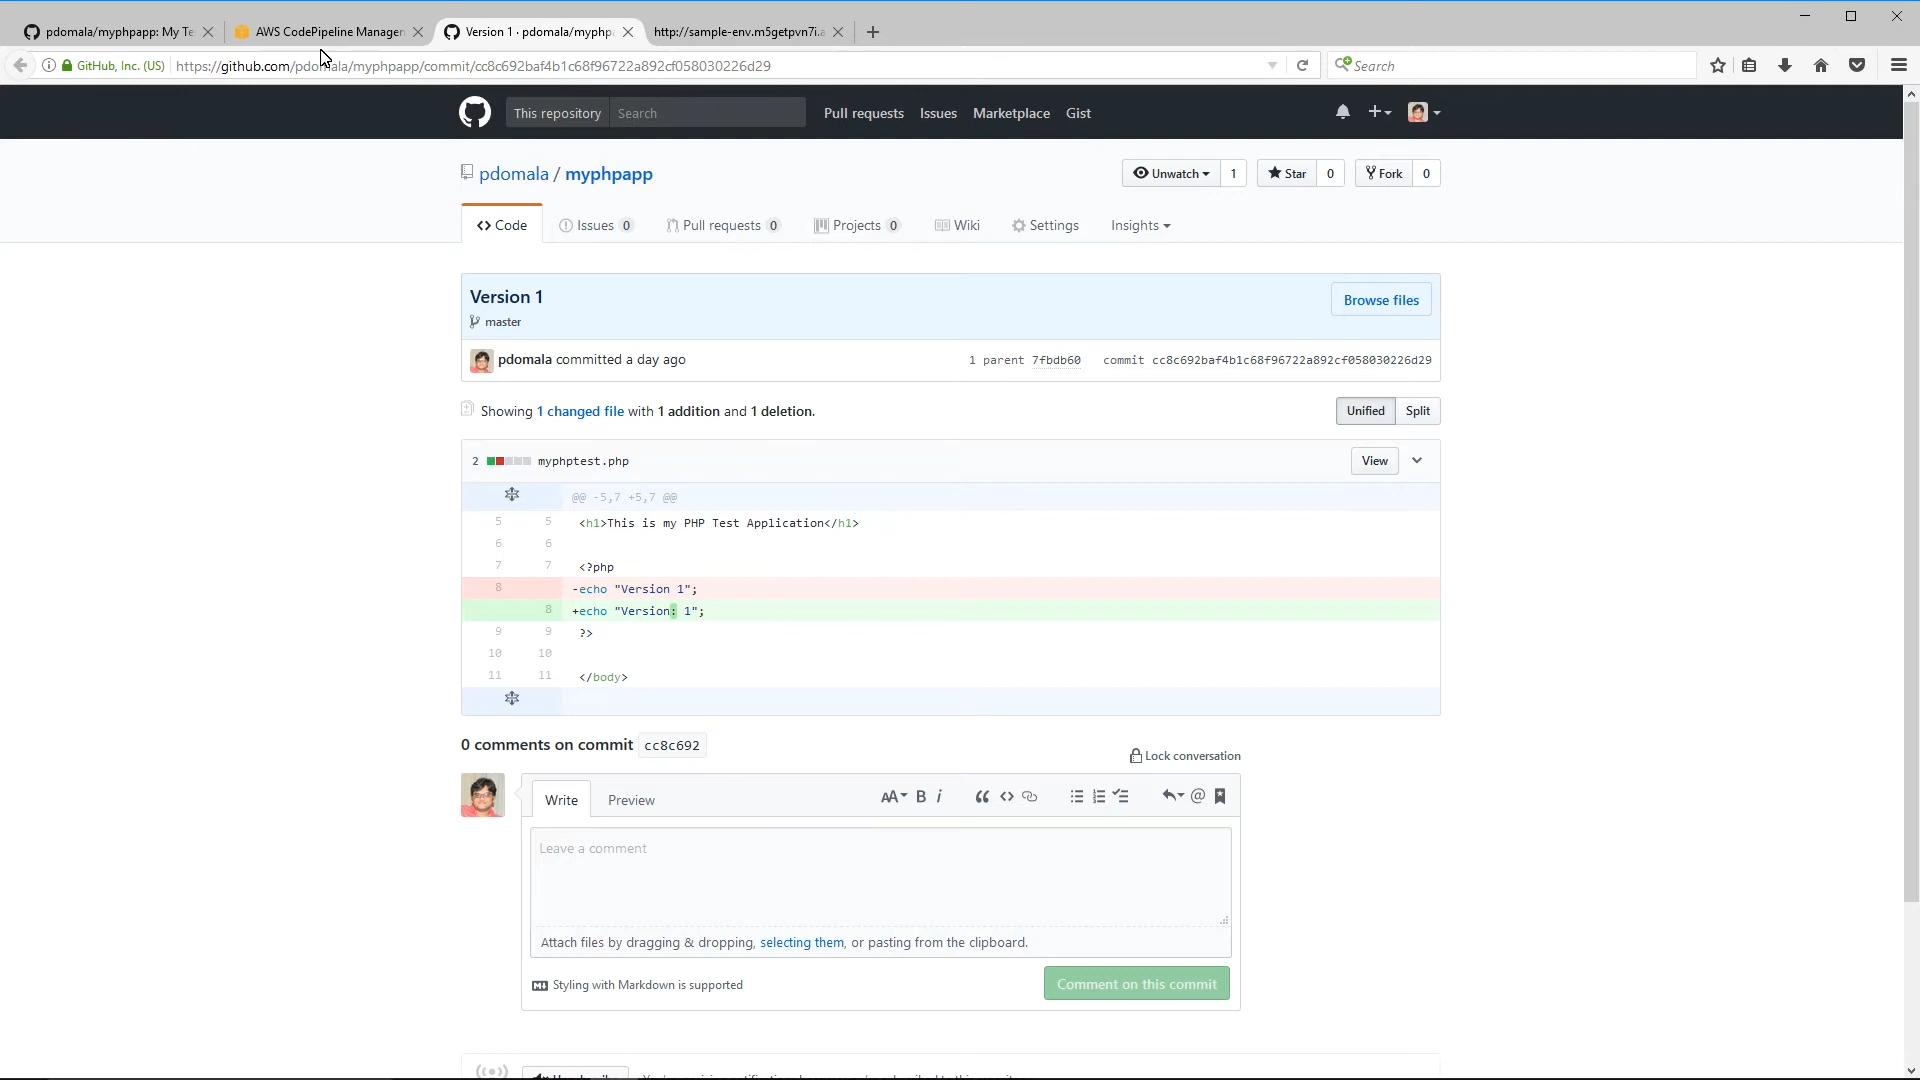 pdomala/myphpapp: My Te
AWS CodePipeline Managen
Version 1 · pdomala/myphp
http://sample-env.m5getpvn7i.a
GitHub, Inc. (US)
https://github.com/pdomala/myphpapp/commit/cc8c692baf4b1c68f96722a892cf058030226d29
Search
This repository
Search
Pull requests
Issues
Marketplace
Gist
pdomala / myphpapp
Unwatch 1
Star 0
Fork 0
<> Code
Issues 0
Pull requests 0
Projects 0
Wiki
Settings
Insights
Version 1
Browse files
master
pdomala committed a day ago
1 parent 7fbdb60 commit cc8c692baf4b1c68f96722a892cf058030226d29
Showing 1 changed file with 1 addition and 1 deletion.
Unified
Split
2 myphptest.php
View
@@ -5,7 +5,7 @@
5 5 <h1>This is my PHP Test Application</h1>
6 6
7 7 <?php
8 -echo "Version 1";
8 +echo "Version: 1";
9 9 ?>
10 10
11 11 </body>
0 comments on commit cc8c692
Lock conversation
Write
Preview
AA B i “ <> @
Leave a comment
Attach files by dragging & dropping, selecting them, or pasting from the clipboard.
Styling with Markdown is supported
Comment on this commit